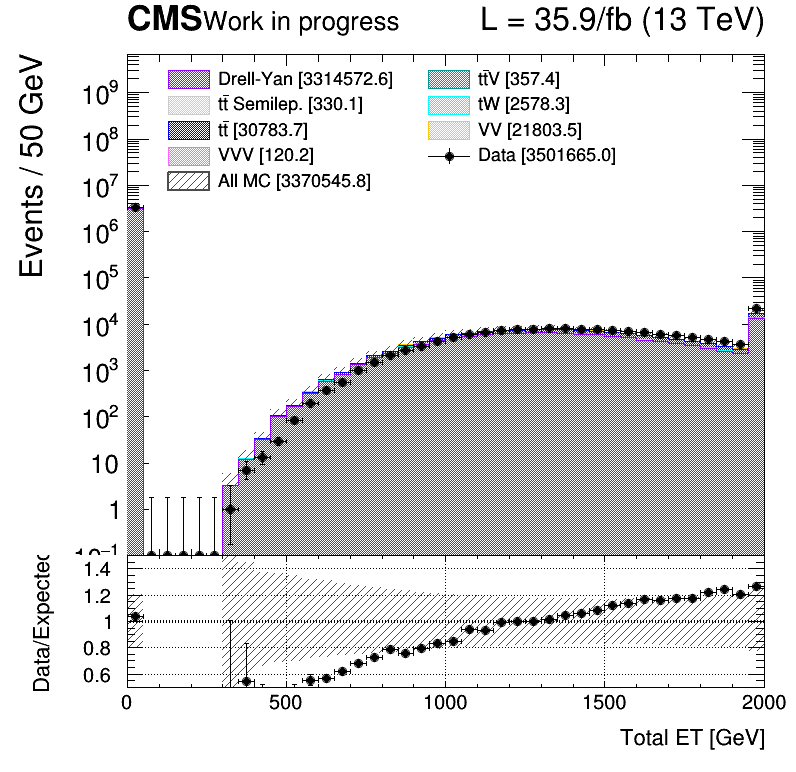 CMS Work in progress L = 35.9/fb (13 TeV)
Events / 50 GeV
Drell-Yan [3314572.6] tt̄V [357.4]
tt̄ Semilep. [330.1] tW [2578.3]
tt̄ [30783.7] VV [21803.5]
VVV [120.2] Data [3501665.0]
All MC [3370545.8]
10⁹
10⁸
10⁷
10⁶
10⁵
10⁴
10³
10²
10
1
10⁻¹
Data/Expected
1.4
1.2
1
0.8
0.6
0 500 1000 1500 2000
Total ET [GeV]